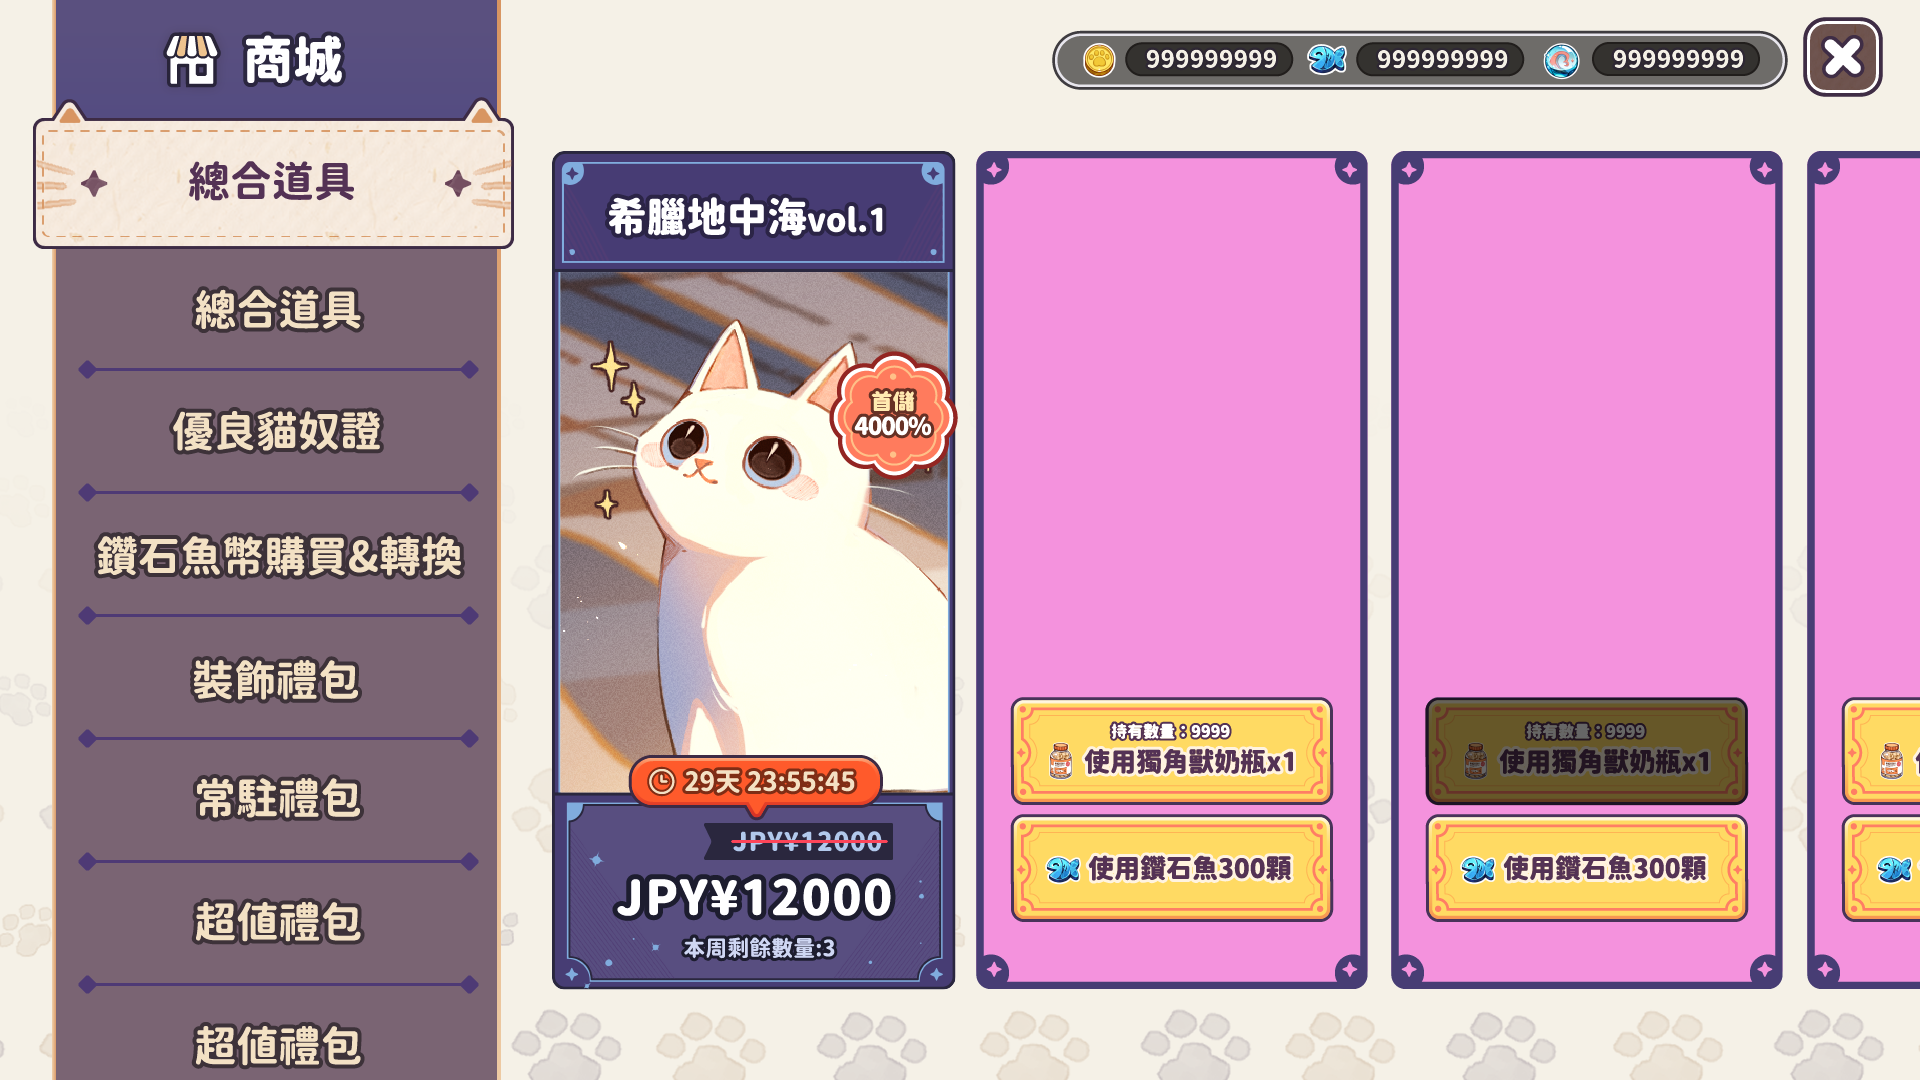 商城
999999999
999999999
999999999
總合道具
總合道具
優良貓奴證
鑽石魚幣購買&轉換
裝飾禮包
常駐禮包
超值禮包
超值禮包
希臘地中海vol.1
首儲
4000%
29天 23:55:45
JPY¥12000
JPY¥12000
本周剩餘數量:3
持有數量：9999
使用獨角獸奶瓶x1
使用鑽石魚300顆
持有數量：9999
使用獨角獸奶瓶x1
使用鑽石魚300顆